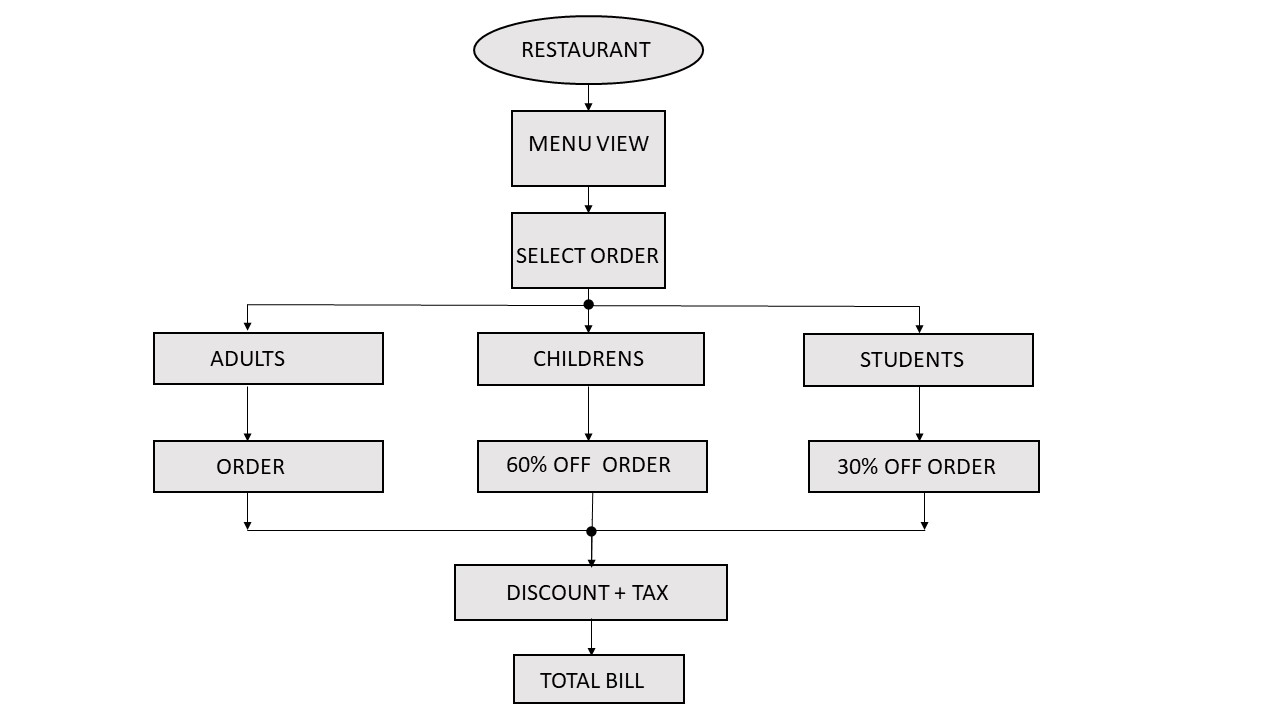 RESTAURANT
MENU VIEW
SELECT ORDER
ADULTS
CHILDRENS
STUDENTS
ORDER
60% OFF  ORDER
30% OFF ORDER
DISCOUNT + TAX
TOTAL BILL